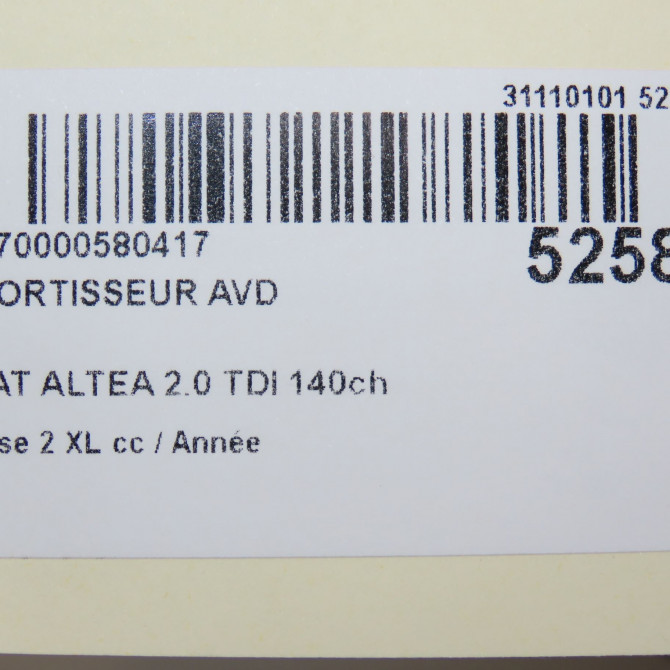 31110101 52
70000580417
5258
ORTISSEUR AVD
AT ALTEA 2.0 TDI 140ch
se 2 XL cc / Année